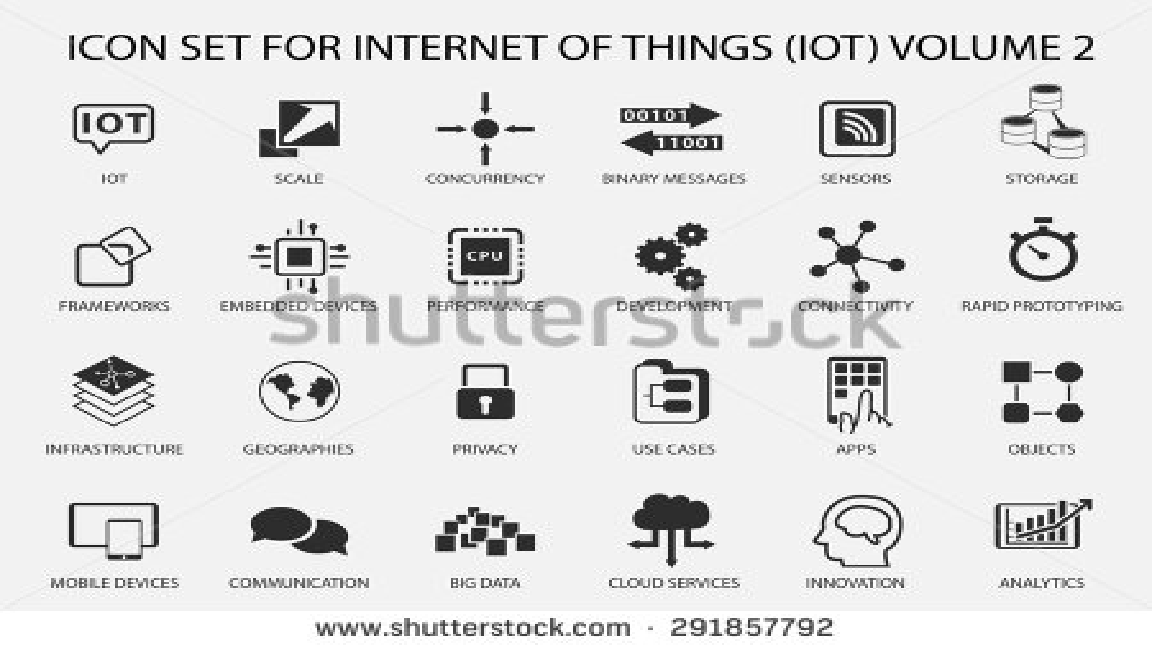 ICON SET FOR INTERNET OF THINGS (IOT) VOLUME 2
IOT
00101
11001
IOT SCALE CONCURRENCY BINARY MESSAGES SENSORS STORAGE
CPU
FRAMEWORKS EMBEDDED DEVICES PERFORMANCE DEVELOPMENT CONNECTIVITY RAPID PROTOTYPING
shutterstock
INFRASTRUCTURE GEOGRAPHIES PRIVACY USE CASES APPS OBJECTS
MOBILE DEVICES COMMUNICATION BIG DATA CLOUD SERVICES INNOVATION ANALYTICS
www.shutterstock.com · 291857792